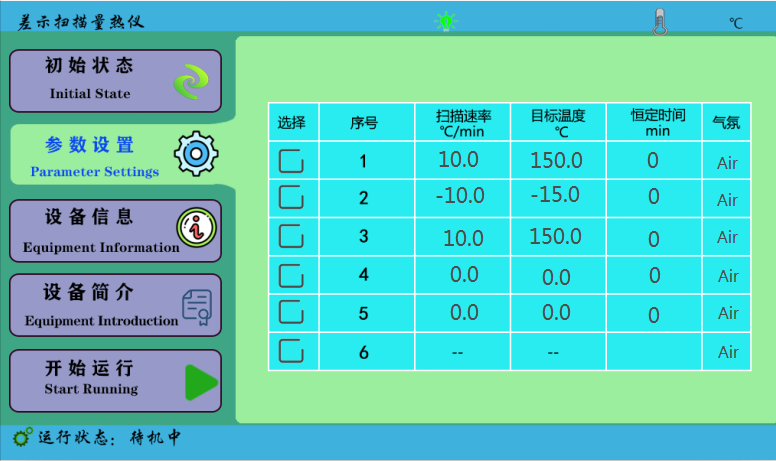 差示扫描量热仪
℃
初始状态
Initial State
参数设置
Parameter Settings
设备信息
Equipment Information
设备简介
Equipment Introduction
开始运行
Start Running
选择 序号 扫描速率 目标温度 恒定时间 气氛
℃/min ℃ min
1 10.0 150.0 0 Air
2 -10.0 -15.0 0 Air
3 10.0 150.0 0 Air
4 0.0 0.0 0 Air
5 0.0 0.0 0 Air
6 -- -- Air
运行状态：待机中